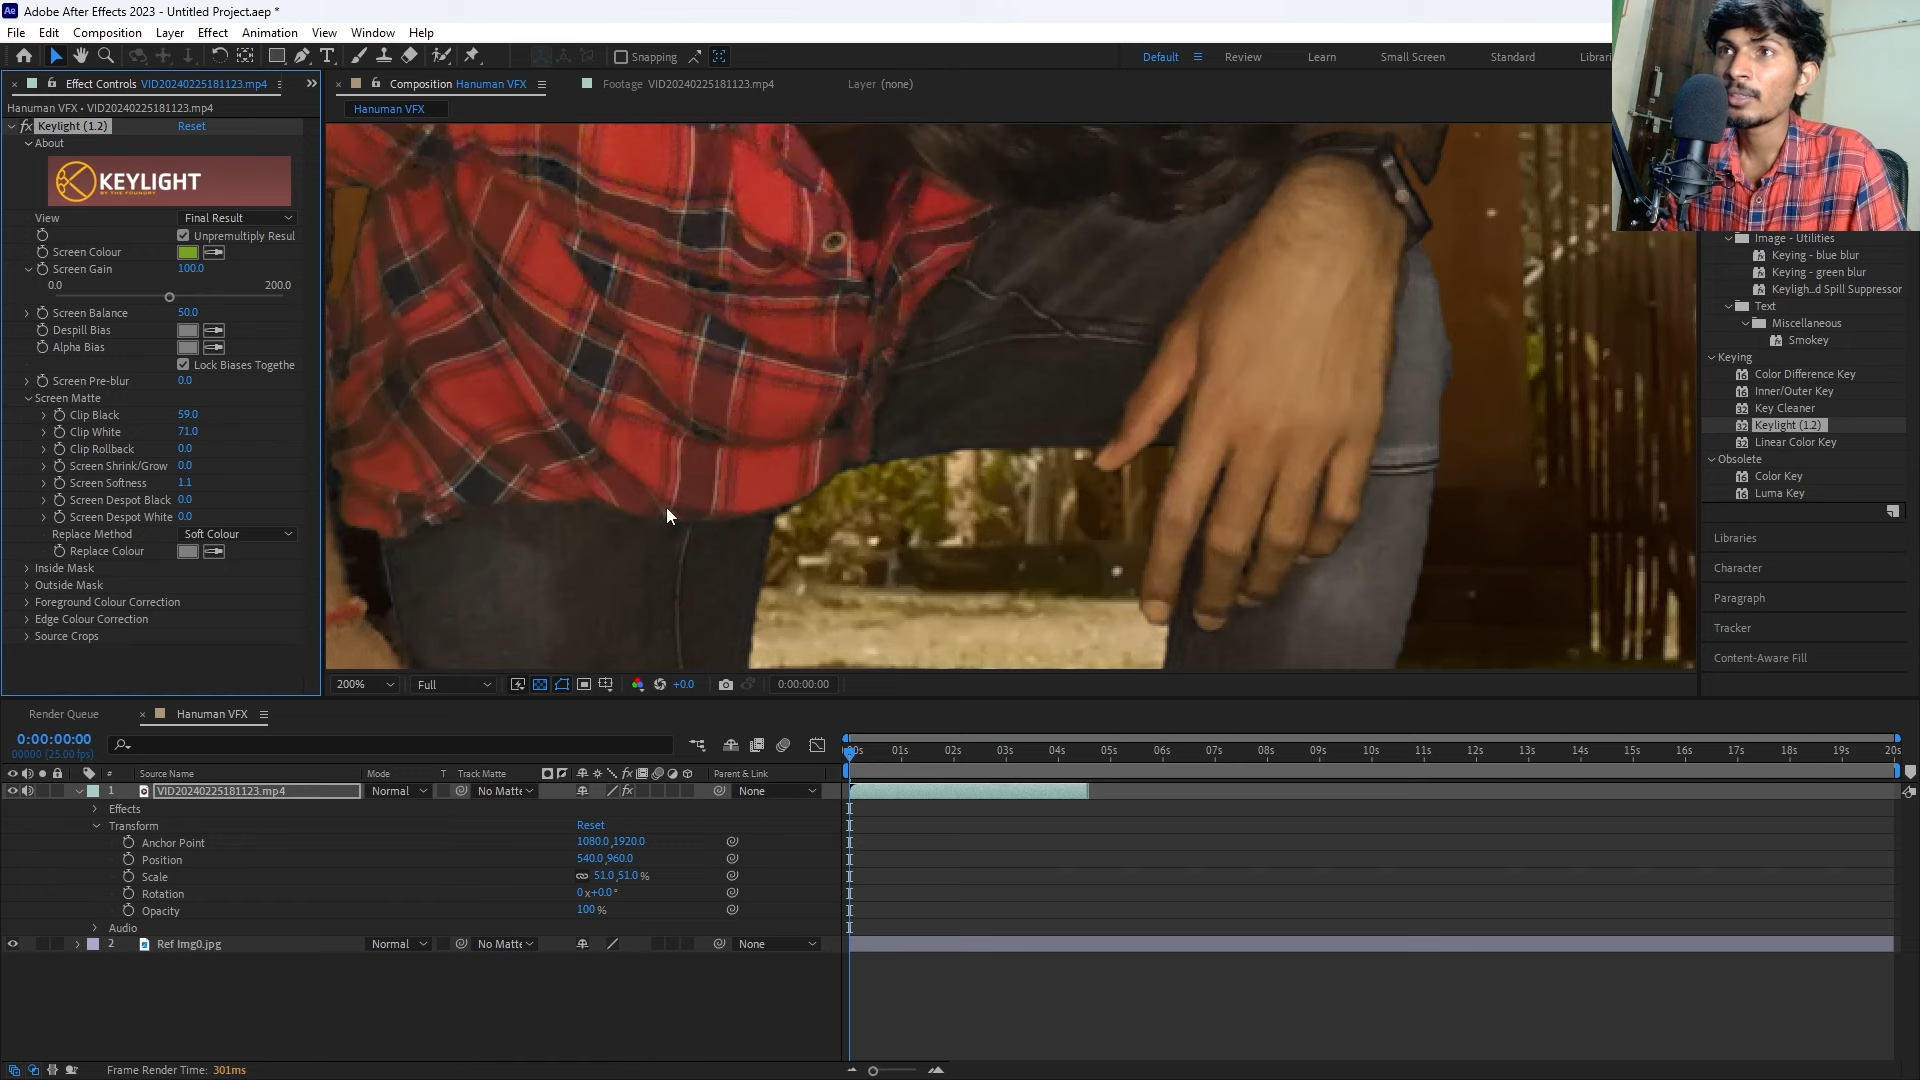 Adobe After Effects 2023 - Untitled Project.aep *
File Edit Composition Layer Effect Animation View Window Help
Snapping Default Review Learn Small Screen Standard Librari
Effect Controls VID20240225181123.mp4
Composition Hanuman VFX Footage VID20240225181123.mp4 Layer (none)
Hanuman VFX • VID20240225181123.mp4
Hanuman VFX
fx Keylight (1.2) Reset
About
KEYLIGHT
BY THE FOUNDRY
View Final Result
Unpremultiply Resul
Screen Colour
Screen Gain 100.0
0.0 200.0
Screen Balance 50.0
Despill Bias
Alpha Bias
Lock Biases Togethe
Screen Pre-blur 0.0
Screen Matte
Clip Black 59.0
Clip White 71.0
Clip Rollback 0.0
Screen Shrink/Grow 0.0
Screen Softness 1.1
Screen Despot Black 0.0
Screen Despot White 0.0
Replace Method Soft Colour
Replace Colour
Inside Mask
Outside Mask
Foreground Colour Correction
Edge Colour Correction
Source Crops
Image - Utilities
Keying - blue blur
Keying - green blur
Keyligh...d Spill Suppressor
Text
Miscellaneous
Smokey
Keying
Color Difference Key
Inner/Outer Key
Key Cleaner
Keylight (1.2)
Linear Color Key
Obsolete
Color Key
Luma Key
Libraries
Character
Paragraph
Tracker
Content-Aware Fill
200% Full +0.0 0:00:00:00
Render Queue Hanuman VFX
0:00:00:00
00000 (25.00 fps)
:00s 01s 02s 03s 04s 05s 06s 07s 08s 09s 10s 11s 12s 13s 14s 15s 16s 17s 18s 19s 20s
# Source Name Mode T Track Matte fx Parent & Link
1 VID20240225181123.mp4 Normal No Matte fx None
Effects
Transform Reset
Anchor Point 1080.0,1920.0
Position 540.0,960.0
Scale 51.0,51.0 %
Rotation 0x+0.0°
Opacity 100 %
Audio
2 Ref Img0.jpg Normal No Matte None
Frame Render Time: 301ms